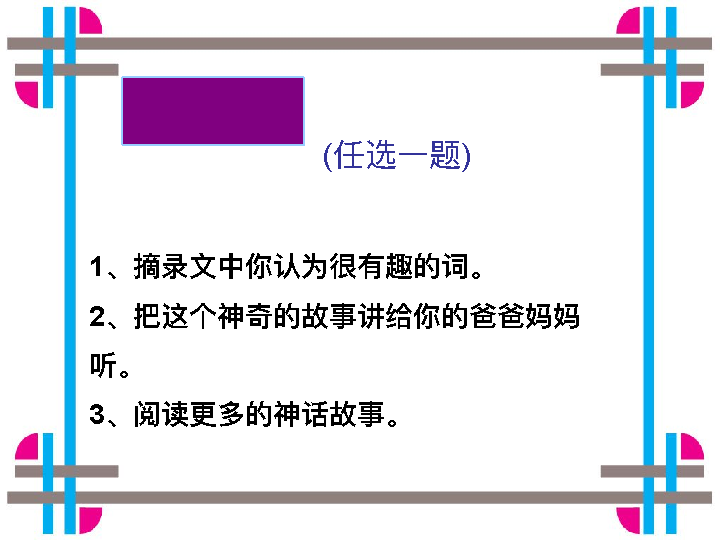 (任选一题)
1、摘录文中你认为很有趣的词。
2、把这个神奇的故事讲给你的爸爸妈妈
听。
3、阅读更多的神话故事。